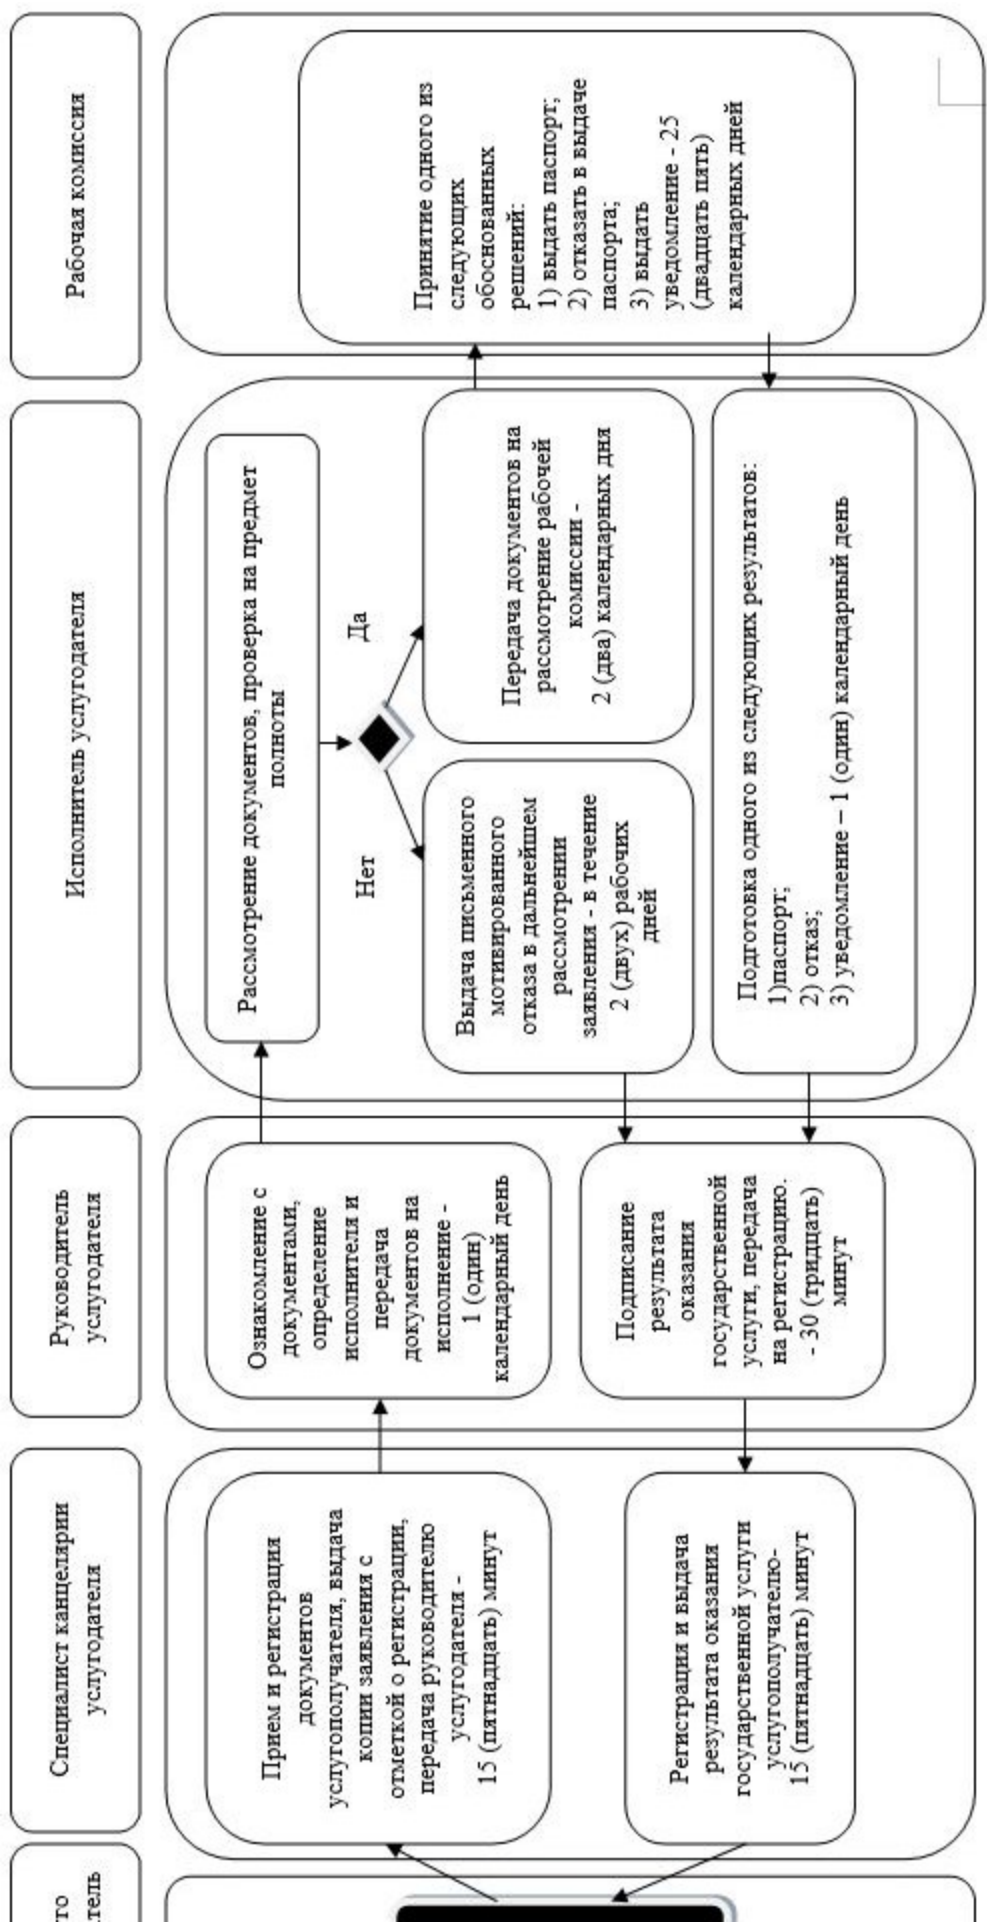 то
тель
Специалист канцелярии
услугодателя
Руководитель
услугодателя
Исполнитель услугодателя
Рабочая комиссия
Прием и регистрация
документов
услугополучателя, выдача
копии заявления с
отметкой о регистрации,
передача руководителю
услугодателя -
15 (пятнадцать) минут
Ознакомление с
документами,
определение
исполнителя и
передача
документов на
исполнение -
1 (один)
календарный день
Рассмотрение документов, проверка на предмет
полноты
Нет
Да
Выдача письменного
мотивированного
отказа в дальнейшем
рассмотрении
заявления - в течение
2 (двух) рабочих
дней
Передача документов на
рассмотрение рабочей
комиссии -
2 (два) календарных дня
Принятие одного из
следующих
обоснованных
решений:
1) выдать паспорт;
2) отказать в выдаче
паспорта;
3) выдать
уведомление - 25
(двадцать пять)
календарных дней
Подготовка одного из следующих результатов:
1)паспорт;
2) отказ;
3) уведомление – 1 (один) календарный день
Подписание
результата
оказания
государственной
услуги, передача
на регистрацию.
- 30 (тридцать)
минут
Регистрация и выдача
результата оказания
государственной услуги
услугополучателю-
15 (пятнадцать) минут